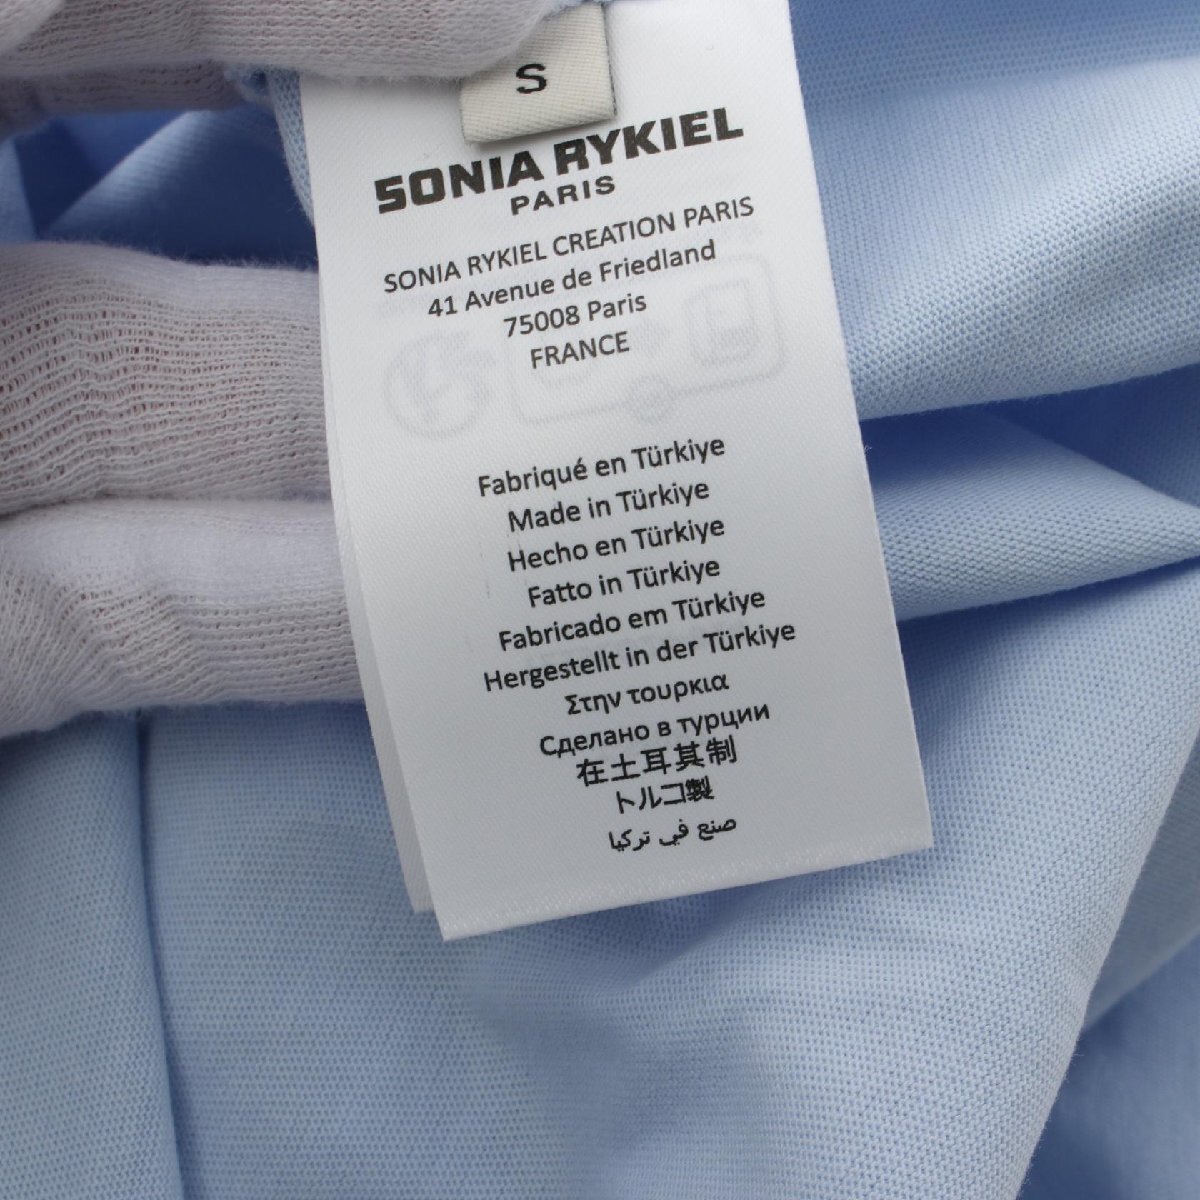 S
SONIA RYKIEL
PARIS
SONIA RYKIEL CREATION PARIS
41 Avenue de Friedland
75008 Paris
FRANCE
Fabriqué en Türkiye
Made in Türkiye
Hecho en Türkiye
Fatto in Türkiye
Fabricado em Türkiye
Hergestellt in der Türkiye
Στην τουρκια
Сделано в турции
在土耳其制
トルコ製
صنع في تركيا